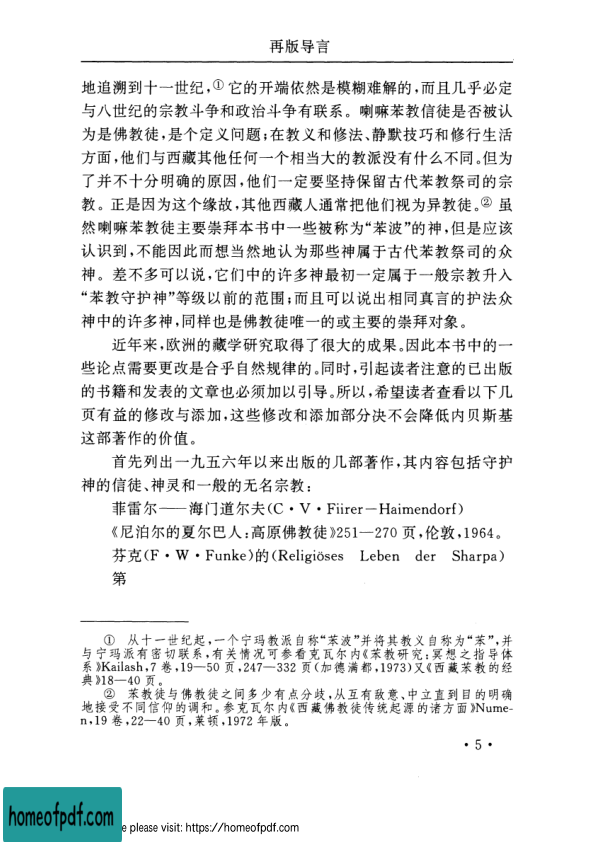 再版导言
地追溯到十一世纪,①它的开端依然是模糊难解的,而且几乎必定
与八世纪的宗教斗争和政治斗争有联系。喇嘛苯教信徒是否被认
为是佛教徒,是个定义问题;在教义和修法、静默技巧和修行生活
方面,他们与西藏其他任何一个相当大的教派没有什么不同。但为
了并不十分明确的原因,他们一定要坚持保留古代苯教祭司的宗
教。正是因为这个缘故,其他西藏人通常把他们视为异教徒。②虽
然喇嘛苯教徒主要崇拜本书中一些被称为“苯波”的神,但是应该
认识到,不能因此而想当然地认为那些神属于古代苯教祭司的众
神。差不多可以说,它们中的许多神最初一定属于一般宗教升入
“苯教守护神”等级以前的范围;而且可以说出相同真言的护法众
神中的许多神,同样也是佛教徒唯一的或主要的崇拜对象。
近年来,欧洲的藏学研究取得了很大的成果。因此本书中的一
些论点需要更改是合乎自然规律的。同时,引起读者注意的已出版
的书籍和发表的文章也必须加以引导。所以,希望读者查看以下几
页有益的修改与添加,这些修改和添加部分决不会降低内贝斯基
这部著作的价值。
首先列出一九五六年以来出版的几部著作,其内容包括守护
神的信徒、神灵和一般的无名宗教:
菲雷尔——海门道尔夫(C·V·Fiirer-Haimendorf)
《尼泊尔的夏尔巴人:高原佛教徒》251—270页,伦敦,1964。
芬克(F·W·Funke)的(Religiöses Leben der Sharpa)
第
① 从十一世纪起,一个宁玛教派自称“苯波”并将其教义自称为“苯”,并
与宁玛派有密切联系,有关情况可参看克瓦尔内《苯教研究;冥想之指导体
系》Kailash,7卷,19—50页,247—332页(加德满都,1973)又《西藏苯教的经
典》18—40页。
② 苯教徒与佛教徒之间多少有点分歧,从互有敌意、中立直到目的明确
地接受不同信仰的调和。参克瓦尔内《西藏佛教徒传统起源的诸方面》Nume-
n,19卷,22—40页,莱顿,1972年版。
·5·
homeofpdf.com
e please visit: https://homeofpdf.com